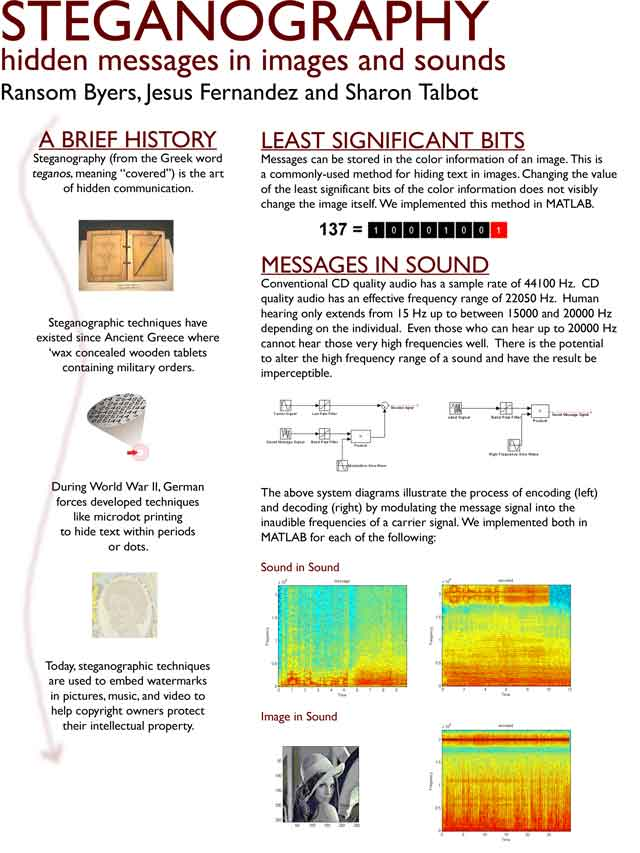 STEGANOGRAPHY
hidden messages in images and sounds
Ransom Byers, Jesus Fernandez and Sharon Talbot
A BRIEF HISTORY
Steganography (from the Greek word
teganos, meaning “covered”) is the art
of hidden communication.
Steganographic techniques have
existed since Ancient Greece where
‘wax concealed wooden tablets
containing military orders.
During World War II, German
forces developed techniques
like microdot printing
to hide text within periods
or dots.
Today, steganographic techniques
are used to embed watermarks
in pictures, music, and video to
help copyright owners protect
their intellectual property.
LEAST SIGNIFICANT BITS
Messages can be stored in the color information of an image. This is
a commonly-used method for hiding text in images. Changing the value
of the least significant bits of the color information does not visibly
change the image itself. We implemented this method in MATLAB.
137 = 1 0 0 0 1 0 0 1
MESSAGES IN SOUND
Conventional CD quality audio has a sample rate of 44100 Hz. CD
quality audio has an effective frequency range of 22050 Hz. Human
hearing only extends from 15 Hz up to between 15000 and 20000 Hz
depending on the individual. Even those who can hear up to 20000 Hz
cannot hear those very high frequencies well. There is the potential
to alter the high frequency range of a sound and have the result be
imperceptible.
Carrier Signal
Low Pass Filter
Encoded Signal
Secret Message Signal
Band Pass Filter
Product
Band Pass Filter
Product
Secret Message Signal
High Frequency Sine Wave
The above system diagrams illustrate the process of encoding (left)
and decoding (right) by modulating the message signal into the
inaudible frequencies of a carrier signal. We implemented both in
MATLAB for each of the following:
Sound in Sound
message
Frequency
Time
encoded
Frequency
Time
Image in Sound
encoded
Frequency
Time